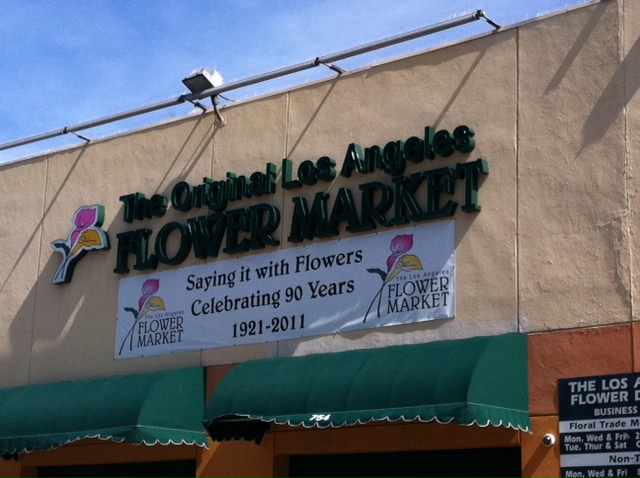 The Original Los Angeles
FLOWER MARKET
Saying it with Flowers
Celebrating 90 Years
1921-2011
The Los Angeles
FLOWER
MARKET
The Los Angeles
FLOWER
MARKET
754
THE LOS
FLOWER
BUSINESS
Floral Trade
Mon, Wed & Fri
Tue, Thur & Sat
Mon, Wed & Fri